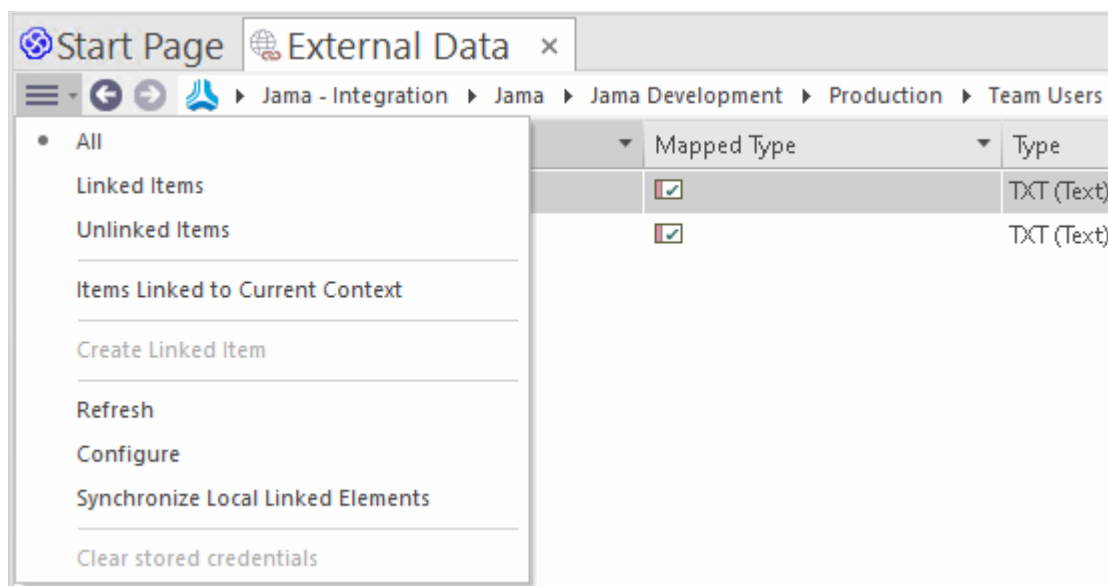 Start Page External Data ×
Jama - Integration Jama Jama Development Production Team Users
All
Mapped Type Type
Linked Items
TXT (Text)
Unlinked Items
TXT (Text)
Items Linked to Current Context
Create Linked Item
Refresh
Configure
Synchronize Local Linked Elements
Clear stored credentials